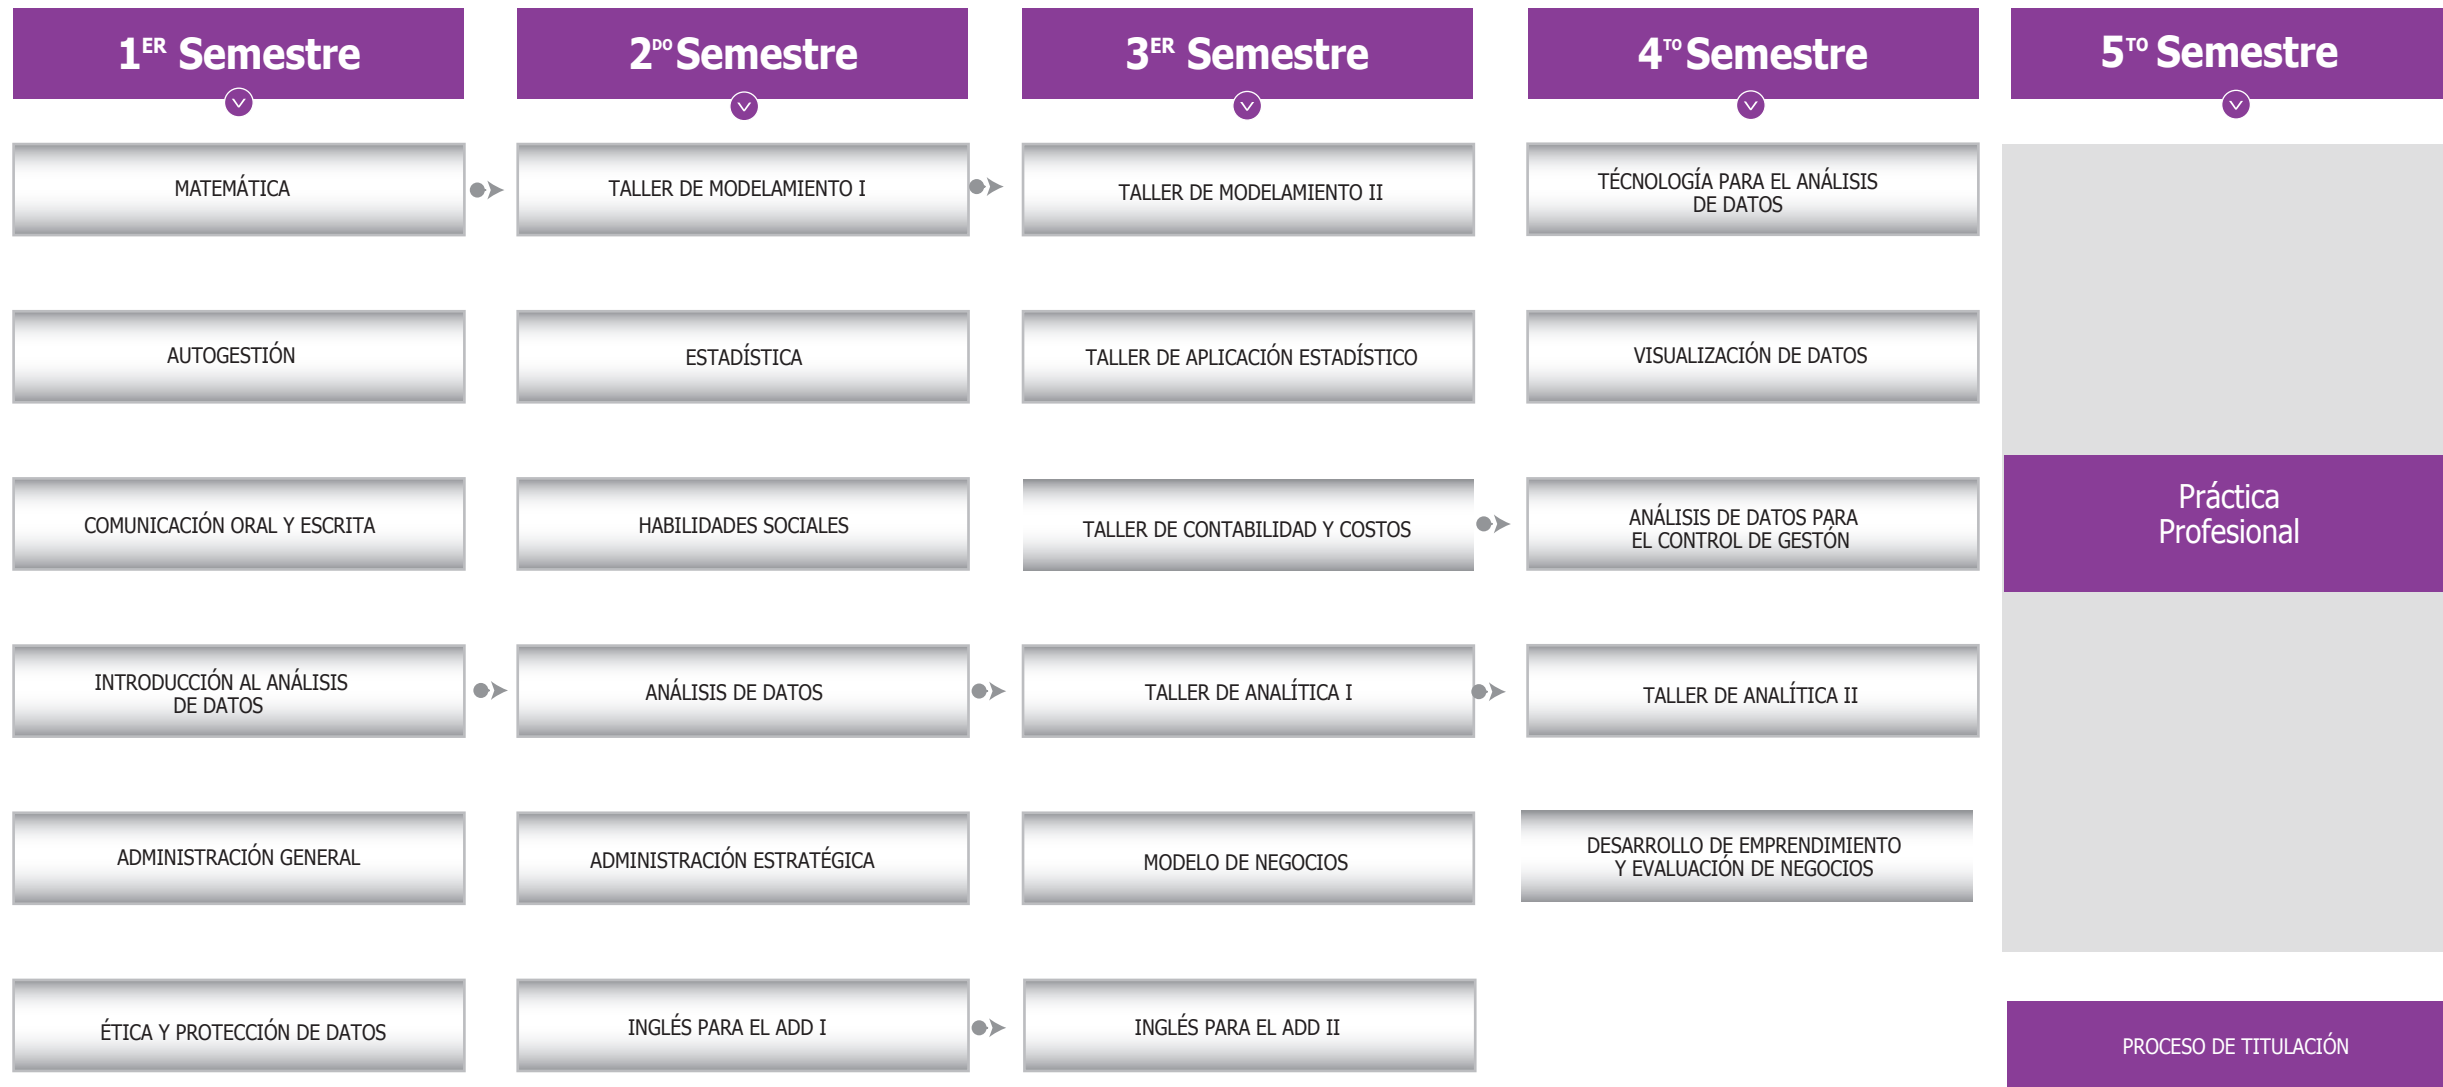 1ER Semestre
2DO Semestre
3ER Semestre
4TO Semestre
5TO Semestre
MATEMÁTICA
TALLER DE MODELAMIENTO I
TALLER DE MODELAMIENTO II
TÉCNOLOGÍA PARA EL ANÁLISIS
DE DATOS
AUTOGESTIÓN
ESTADÍSTICA
TALLER DE APLICACIÓN ESTADÍSTICO
VISUALIZACIÓN DE DATOS
COMUNICACIÓN ORAL Y ESCRITA
HABILIDADES SOCIALES
TALLER DE CONTABILIDAD Y COSTOS
ANÁLISIS DE DATOS PARA
EL CONTROL DE GESTÓN
Práctica
Profesional
INTRODUCCIÓN AL ANÁLISIS
DE DATOS
ANÁLISIS DE DATOS
TALLER DE ANALÍTICA I
TALLER DE ANALÍTICA II
ADMINISTRACIÓN GENERAL
ADMINISTRACIÓN ESTRATÉGICA
MODELO DE NEGOCIOS
DESARROLLO DE EMPRENDIMIENTO
Y EVALUACIÓN DE NEGOCIOS
ÉTICA Y PROTECCIÓN DE DATOS
INGLÉS PARA EL ADD I
INGLÉS PARA EL ADD II
PROCESO DE TITULACIÓN